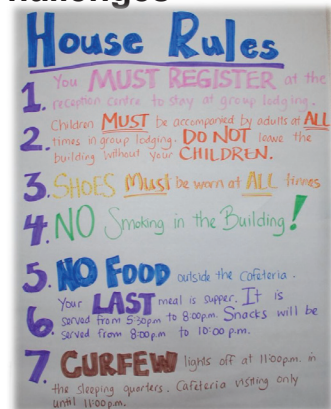 House Rules
1. You MUST REGISTER at the
reception centre to stay at group lodging.
2. Children MUST be accompanied by adults at ALL
times in group lodging. DO NOT leave the
building without your CHILDREN.
3. SHOES Must be worn at ALL times
4. NO Smoking in the Building!
5. NO FOOD outside the cafeteria.
6 Your LAST meal is supper. It is
served from 5:30pm to 8:00pm. Snacks will be
served from 8:00p.m to 10:00 p.m.
7 CURFEW lights off at 11:00p.m. in
the sleeping quarters. Cafeteria visiting only
until 11:00p.m.